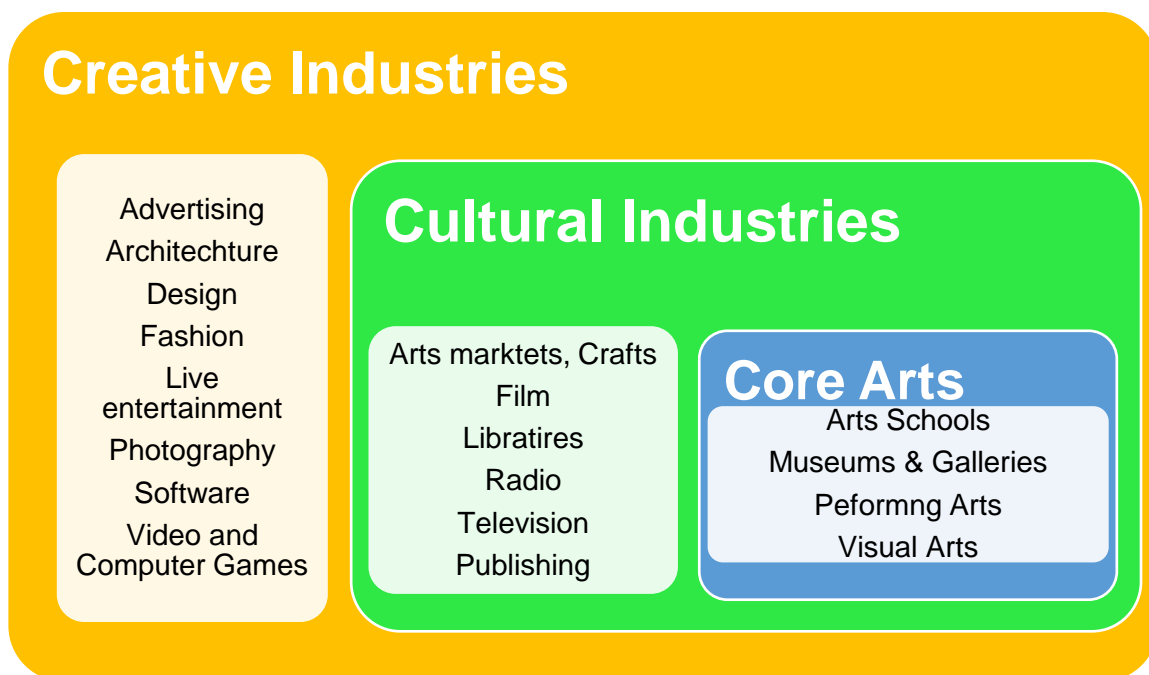 Creative Industries
Advertising
Architechture
Design
Fashion
Live
entertainment
Photography
Software
Video and
Computer Games
Cultural Industries
Arts marktets, Crafts
Film
Libratires
Radio
Television
Publishing
Core Arts
Arts Schools
Museums & Galleries
Peformng Arts
Visual Arts